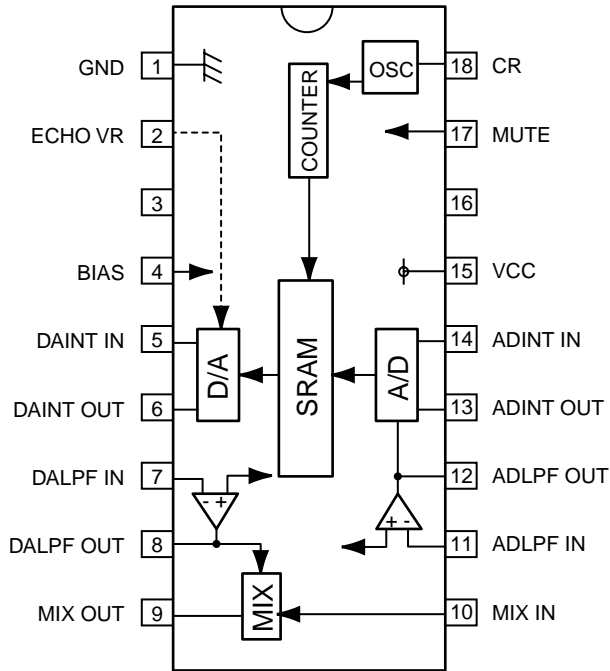 GND 1
ECHO VR 2
3
BIAS 4
DAINT IN 5
DAINT OUT 6
DALPF IN 7
DALPF OUT 8
MIX OUT 9
18 CR
17 MUTE
16
15 VCC
14 ADINT IN
13 ADINT OUT
12 ADLPF OUT
11 ADLPF IN
10 MIX IN
OSC
COUNTER
SRAM
D/A
A/D
- +
+ -
MIX